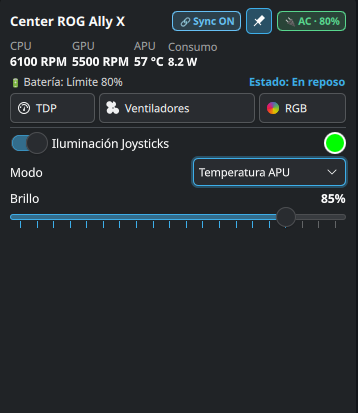 Center ROG Ally X
Sync ON
AC · 80%
CPU GPU APU Consumo
6100 RPM 5500 RPM 57 °C 8.2 W
Batería: Límite 80% Estado: En reposo
TDP Ventiladores RGB
Iluminación Joysticks
Modo Temperatura APU
Brillo 85%